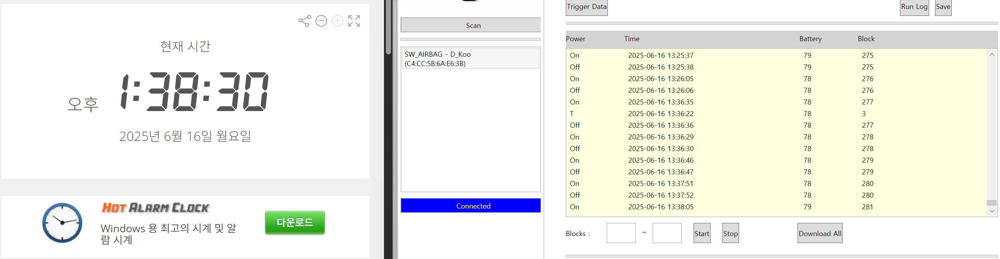 현재 시간
오후 1:38:30
2025년 6월 16일 월요일
HOT ALARM CLOCK
Windows 용 최고의 시계 및 알
람 시계
다운로드
Scan
SW_AIRBAG - D_Koo
(C4:CC:5B:6A:E6:3B)
Connected
Trigger Data Run Log Save
Power Time Battery Block
On 2025-06-16 13:25:37 79 275
Off 2025-06-16 13:25:38 79 275
On 2025-06-16 13:26:05 78 276
Off 2025-06-16 13:26:06 78 276
On 2025-06-16 13:36:35 78 277
T 2025-06-16 13:36:22 78 3
Off 2025-06-16 13:36:36 78 277
On 2025-06-16 13:36:29 78 278
Off 2025-06-16 13:36:30 78 278
On 2025-06-16 13:36:46 78 279
Off 2025-06-16 13:36:47 78 279
On 2025-06-16 13:37:51 78 280
Off 2025-06-16 13:37:52 78 280
On 2025-06-16 13:38:05 79 281
Blocks : ~ Start Stop Download All